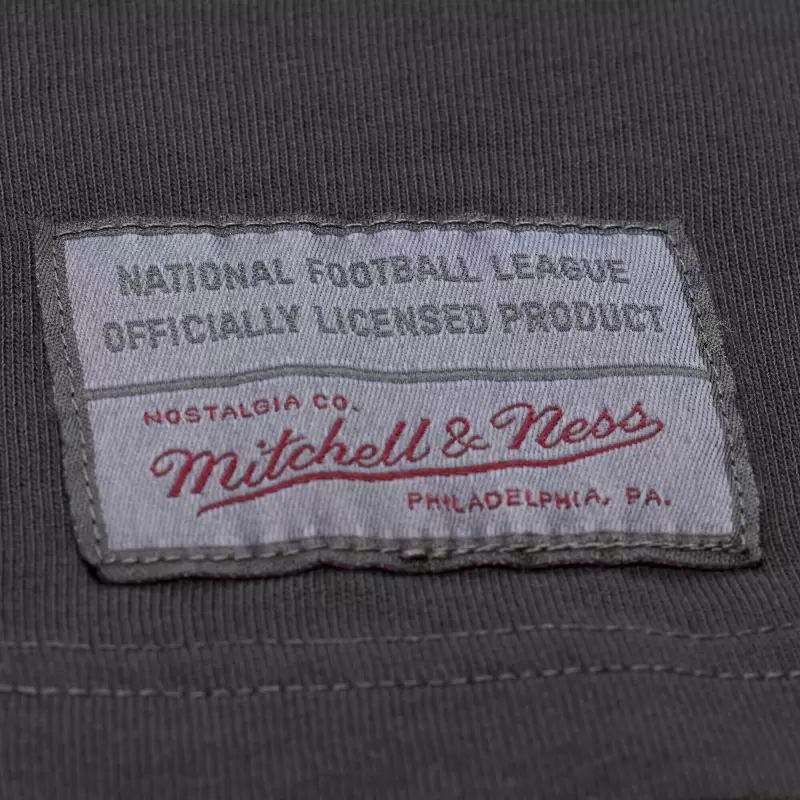 NATIONAL FOOTBALL LEAGUE
OFFICIALLY LICENSED PRODUCT
NOSTALGIA CO.
Mitchell & Ness
PHILADELPHIA, PA.